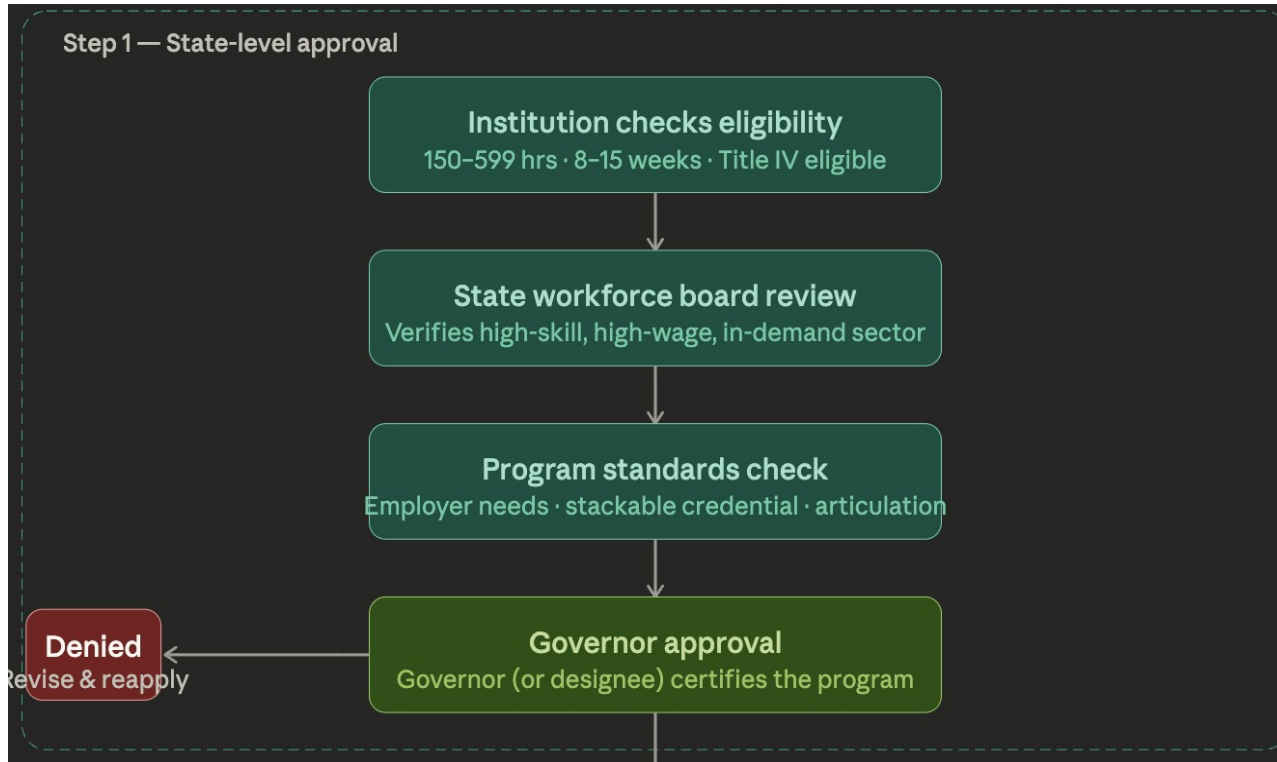 Step 1 — State-level approval
Institution checks eligibility
150–599 hrs · 8–15 weeks · Title IV eligible
State workforce board review
Verifies high-skill, high-wage, in-demand sector
Program standards check
Employer needs · stackable credential · articulation
Denied
Revise & reapply
Governor approval
Governor (or designee) certifies the program